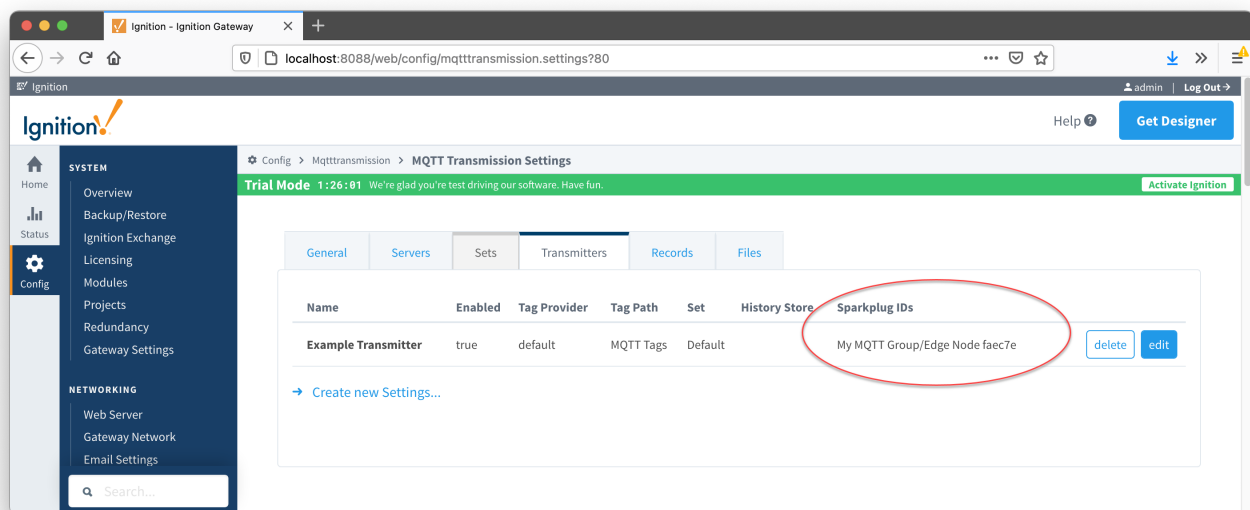 Ignition - Ignition Gateway
localhost:8088/web/config/mqtttransmission.settings?80
Ignition
admin | Log Out
Ignition!
Help
Get Designer
Home
Status
Config
SYSTEM
Overview
Backup/Restore
Ignition Exchange
Licensing
Modules
Projects
Redundancy
Gateway Settings
NETWORKING
Web Server
Gateway Network
Email Settings
Search...
Config > Mqtttransmission > MQTT Transmission Settings
Trial Mode 1:26:01 We're glad you're test driving our software. Have fun. Activate Ignition
General Servers Sets Transmitters Records Files
Name Enabled Tag Provider Tag Path Set History Store Sparkplug IDs
Example Transmitter true default MQTT Tags Default My MQTT Group/Edge Node faec7e delete edit
Create new Settings...